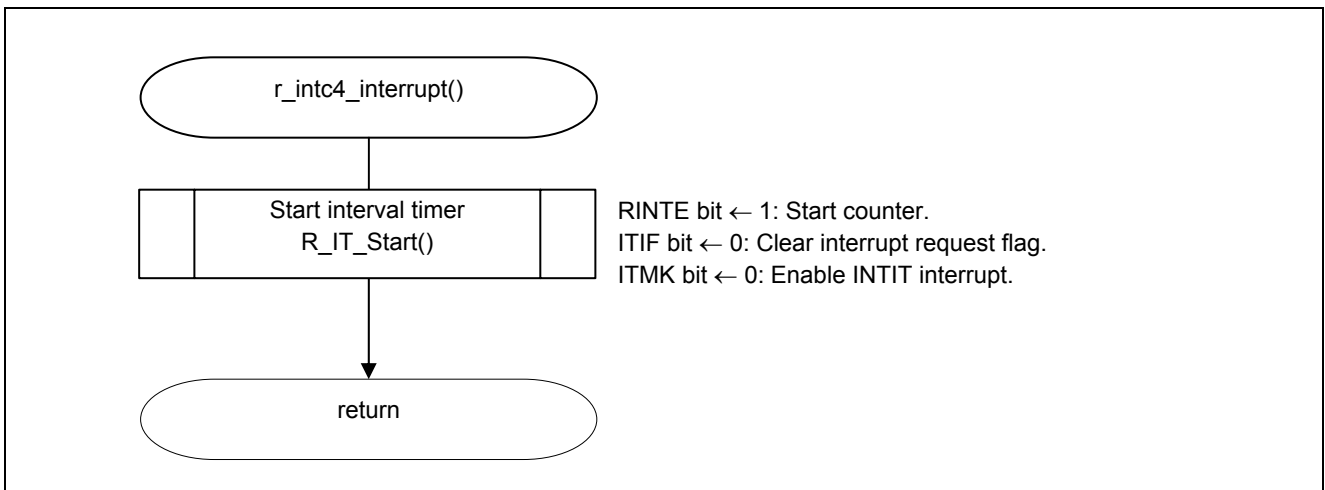 r_intc4_interrupt()
Start interval timer
R_IT_Start()
RINTE bit ← 1: Start counter.
ITIF bit ← 0: Clear interrupt request flag.
ITMK bit ← 0: Enable INTIT interrupt.
return